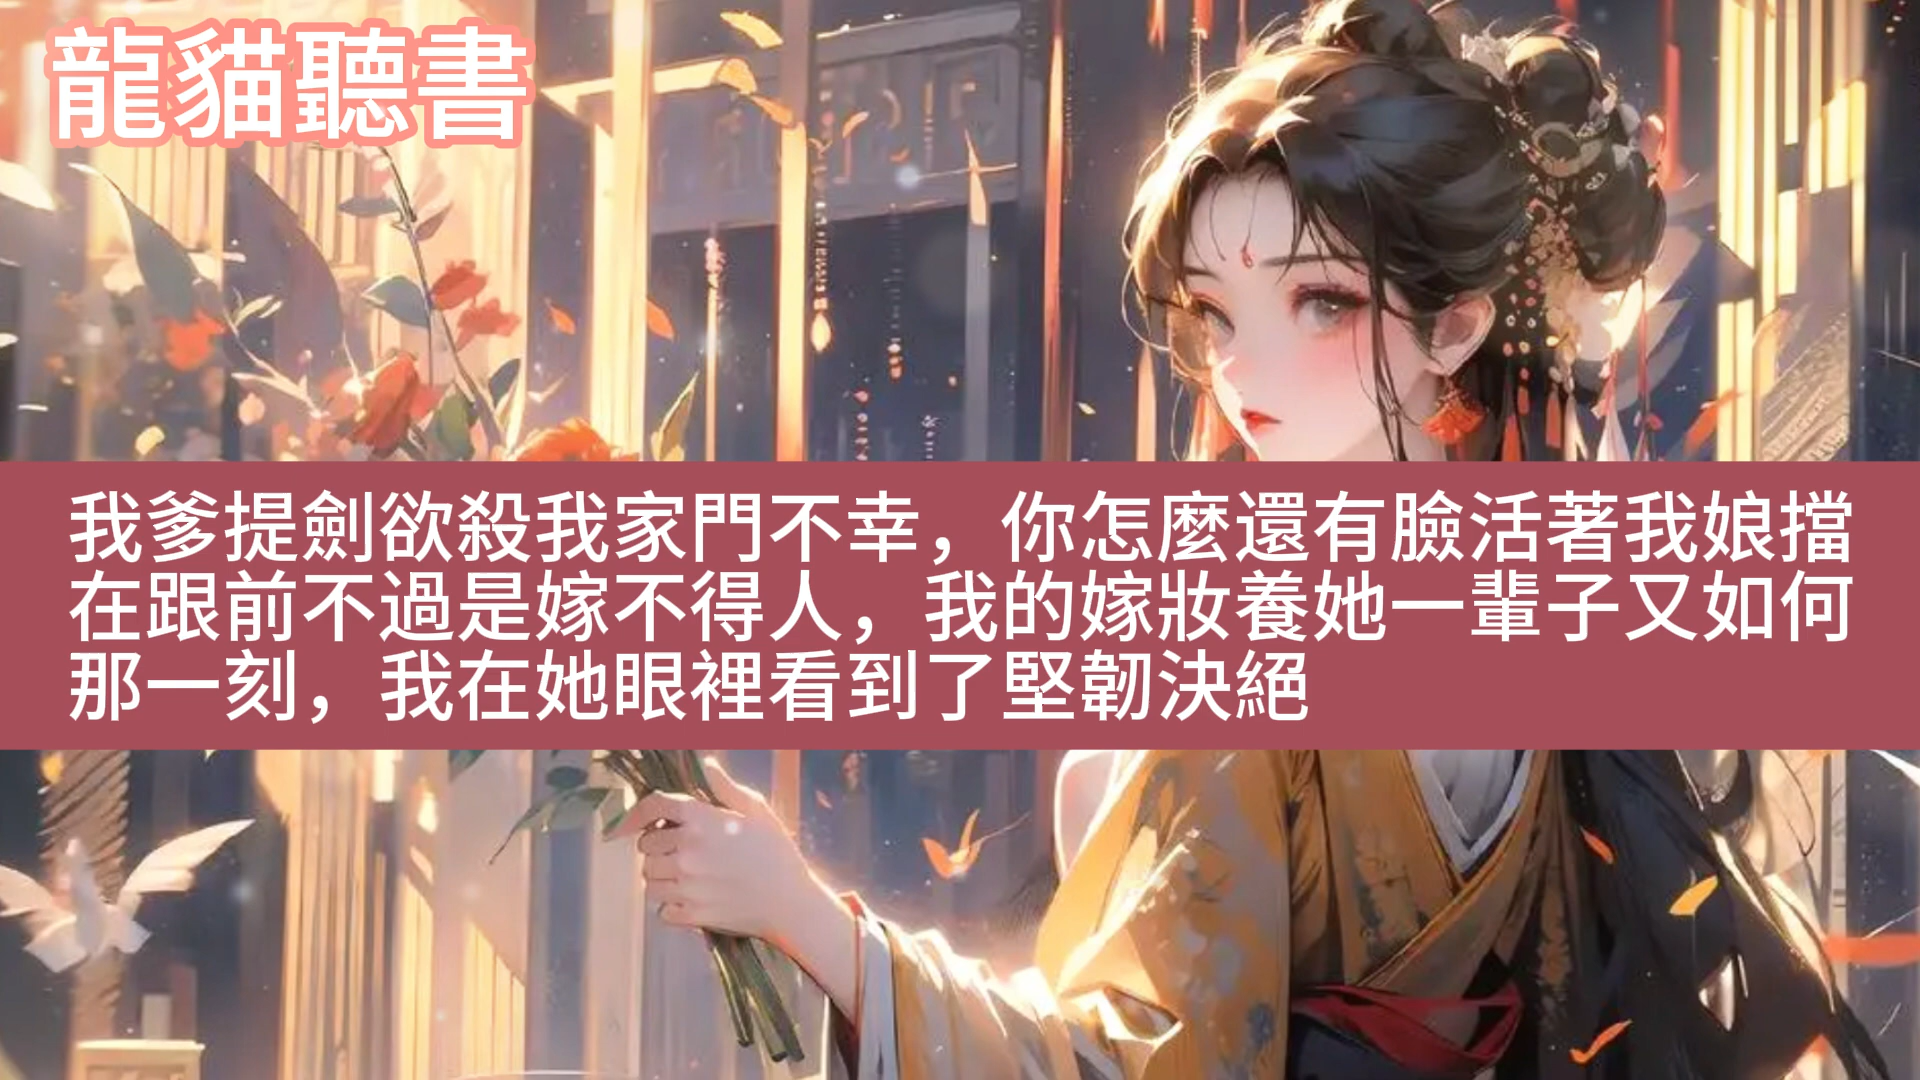 龍貓聽書
我爹提劍欲殺我家門不幸，你怎麼還有臉活著我娘擋
在跟前不過是嫁不得人，我的嫁妝養她一輩子又如何
那一刻，我在她眼裡看到了堅韌決絕